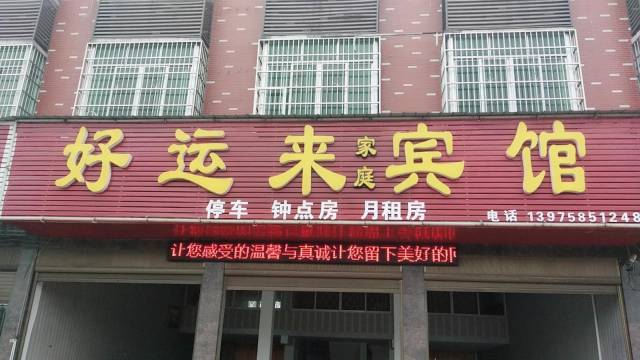 好运来家庭宾馆
停车 钟点房 月租房 电话 13975851248
让您感受的温馨与真诚让您留下美好的